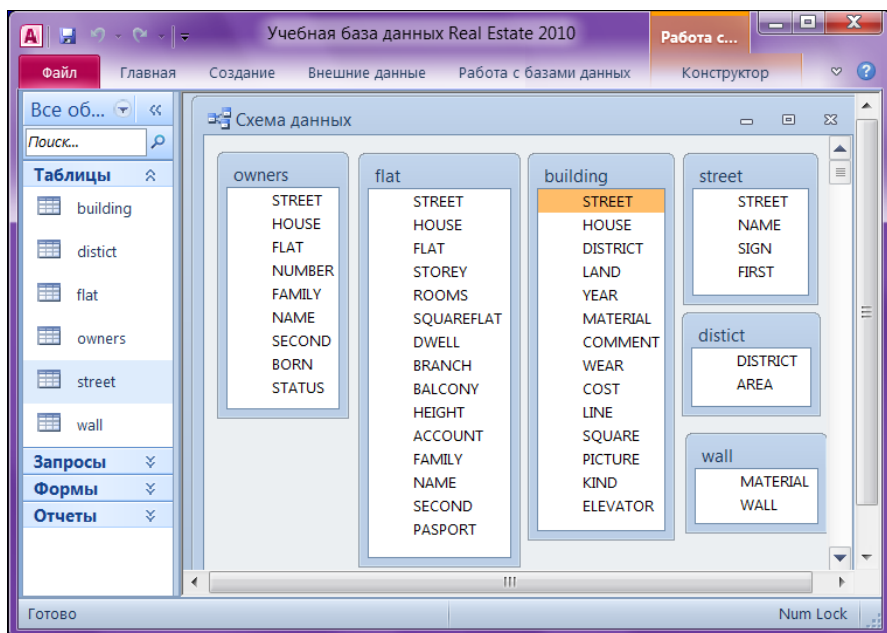 Учебная база данных Real Estate 2010
Работа с...
Файл Главная Создание Внешние данные Работа с базами данных Конструктор
Все об...
Поиск...
Таблицы
building
distict
flat
owners
street
wall
Запросы
Формы
Отчеты
Схема данных
owners
STREET
HOUSE
FLAT
NUMBER
FAMILY
NAME
SECOND
BORN
STATUS
flat
STREET
HOUSE
FLAT
STOREY
ROOMS
SQUAREFLAT
DWELL
BRANCH
BALCONY
HEIGHT
ACCOUNT
FAMILY
NAME
SECOND
PASPORT
building
STREET
HOUSE
DISTRICT
LAND
YEAR
MATERIAL
COMMENT
WEAR
COST
LINE
SQUARE
PICTURE
KIND
ELEVATOR
street
STREET
NAME
SIGN
FIRST
distict
DISTRICT
AREA
wall
MATERIAL
WALL
Готово
Num Lock